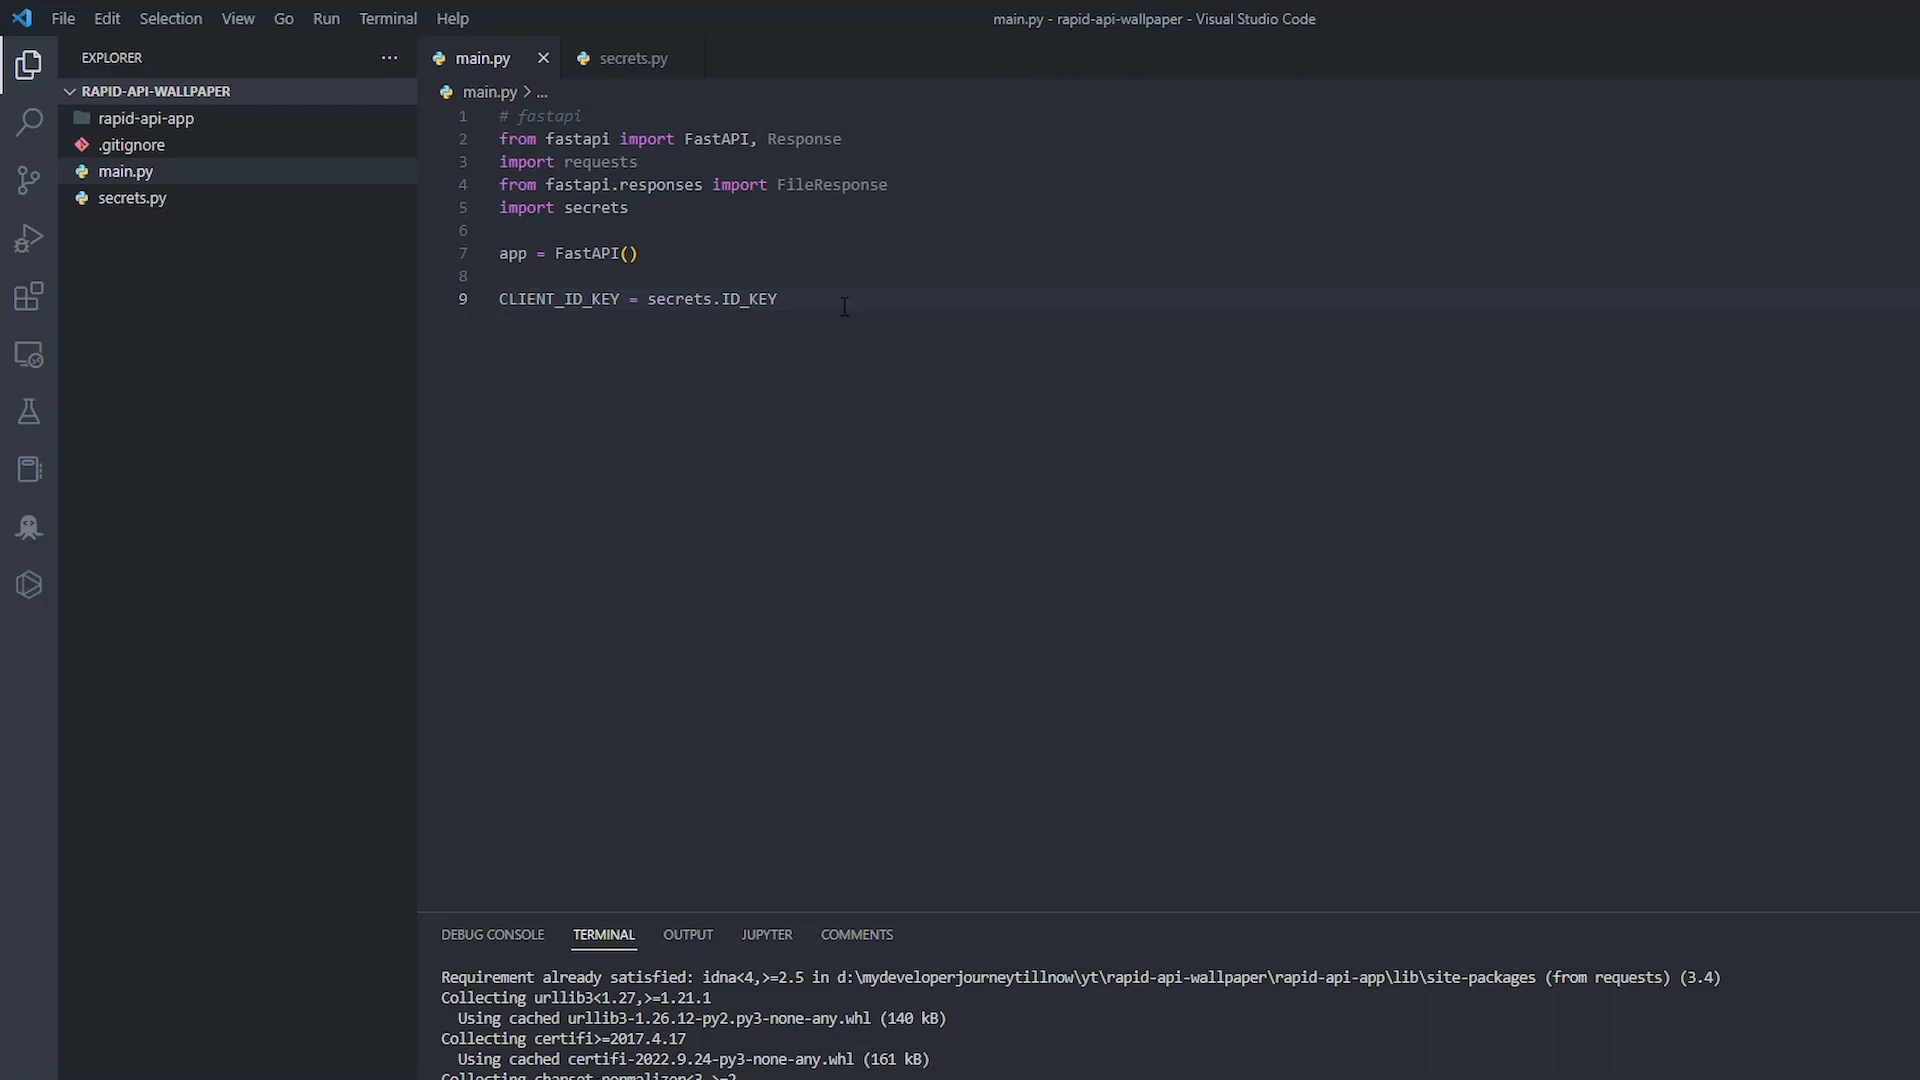 File Edit Selection View Go Run Terminal Help
main.py - rapid-api-wallpaper - Visual Studio Code
EXPLORER
RAPID-API-WALLPAPER
rapid-api-app
.gitignore
main.py
secrets.py
main.py
secrets.py
main.py > ...
1 # fastapi
2 from fastapi import FastAPI, Response
3 import requests
4 from fastapi.responses import FileResponse
5 import secrets
6
7 app = FastAPI()
8
9 CLIENT_ID_KEY = secrets.ID_KEY
DEBUG CONSOLE TERMINAL OUTPUT JUPYTER COMMENTS
Requirement already satisfied: idna<4,>=2.5 in d:\mydeveloperjourneytillnow\yt\rapid-api-wallpaper\rapid-api-app\lib\site-packages (from requests) (3.4)
Collecting urllib3<1.27,>=1.21.1
Using cached urllib3-1.26.12-py2.py3-none-any.whl (140 kB)
Collecting certifi>=2017.4.17
Using cached certifi-2022.9.24-py3-none-any.whl (161 kB)
Collecting charset-normalizer<3,>=2